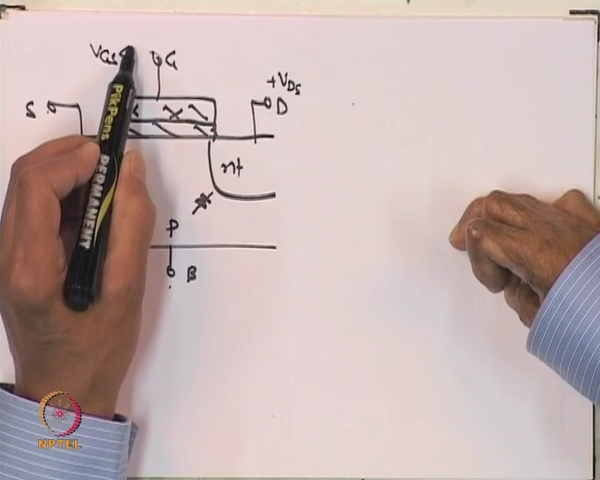 VGS G
+VDS
S D
n+
P
B
PikPens PERMANENT
NPTEL